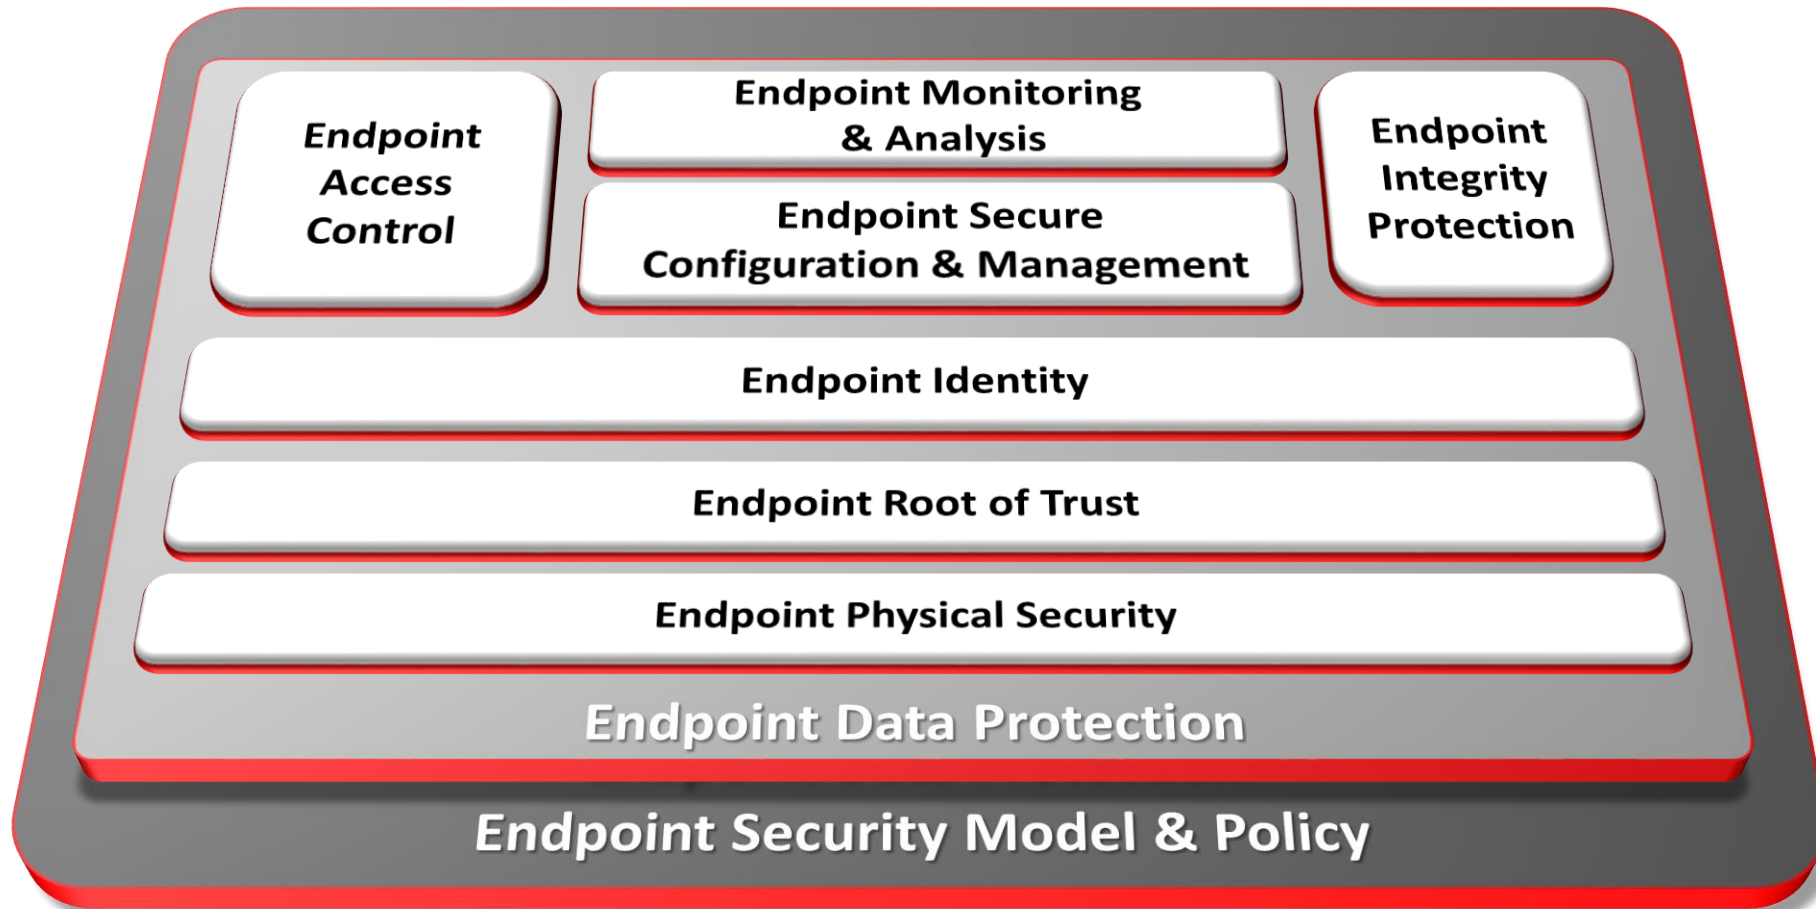 Endpoint
Access
Control
Endpoint Monitoring
& Analysis
Endpoint Secure
Configuration & Management
Endpoint
Integrity
Protection
Endpoint Identity
Endpoint Root of Trust
Endpoint Physical Security
Endpoint Data Protection
Endpoint Security Model & Policy